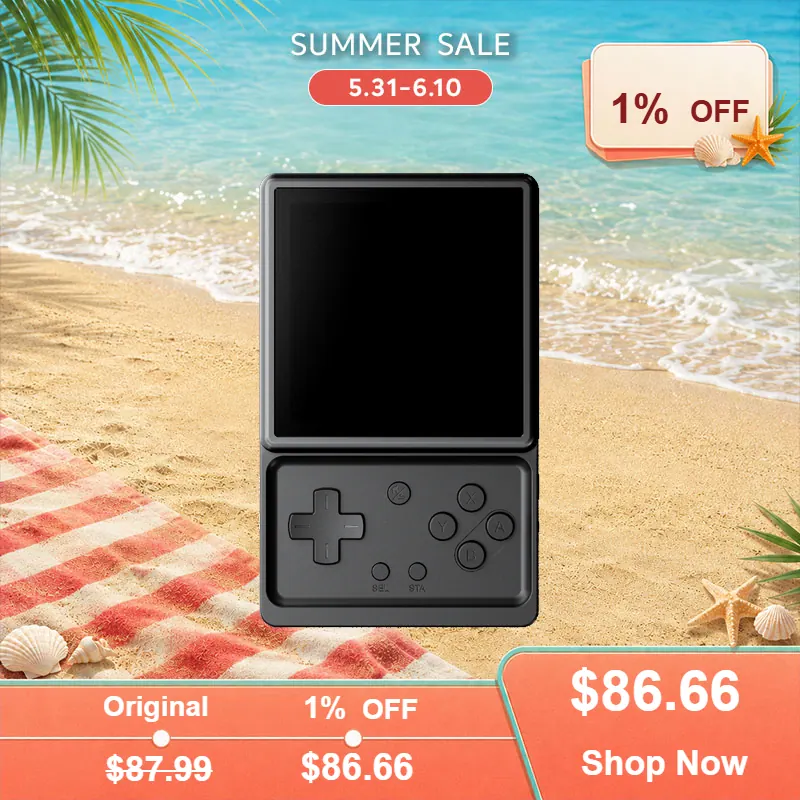 SUMMER SALE
5.31-6.10
1% OFF
X
Y
A
D
SEL STA
Original
1% OFF
$86.66
$87.99
$86.66
Shop Now